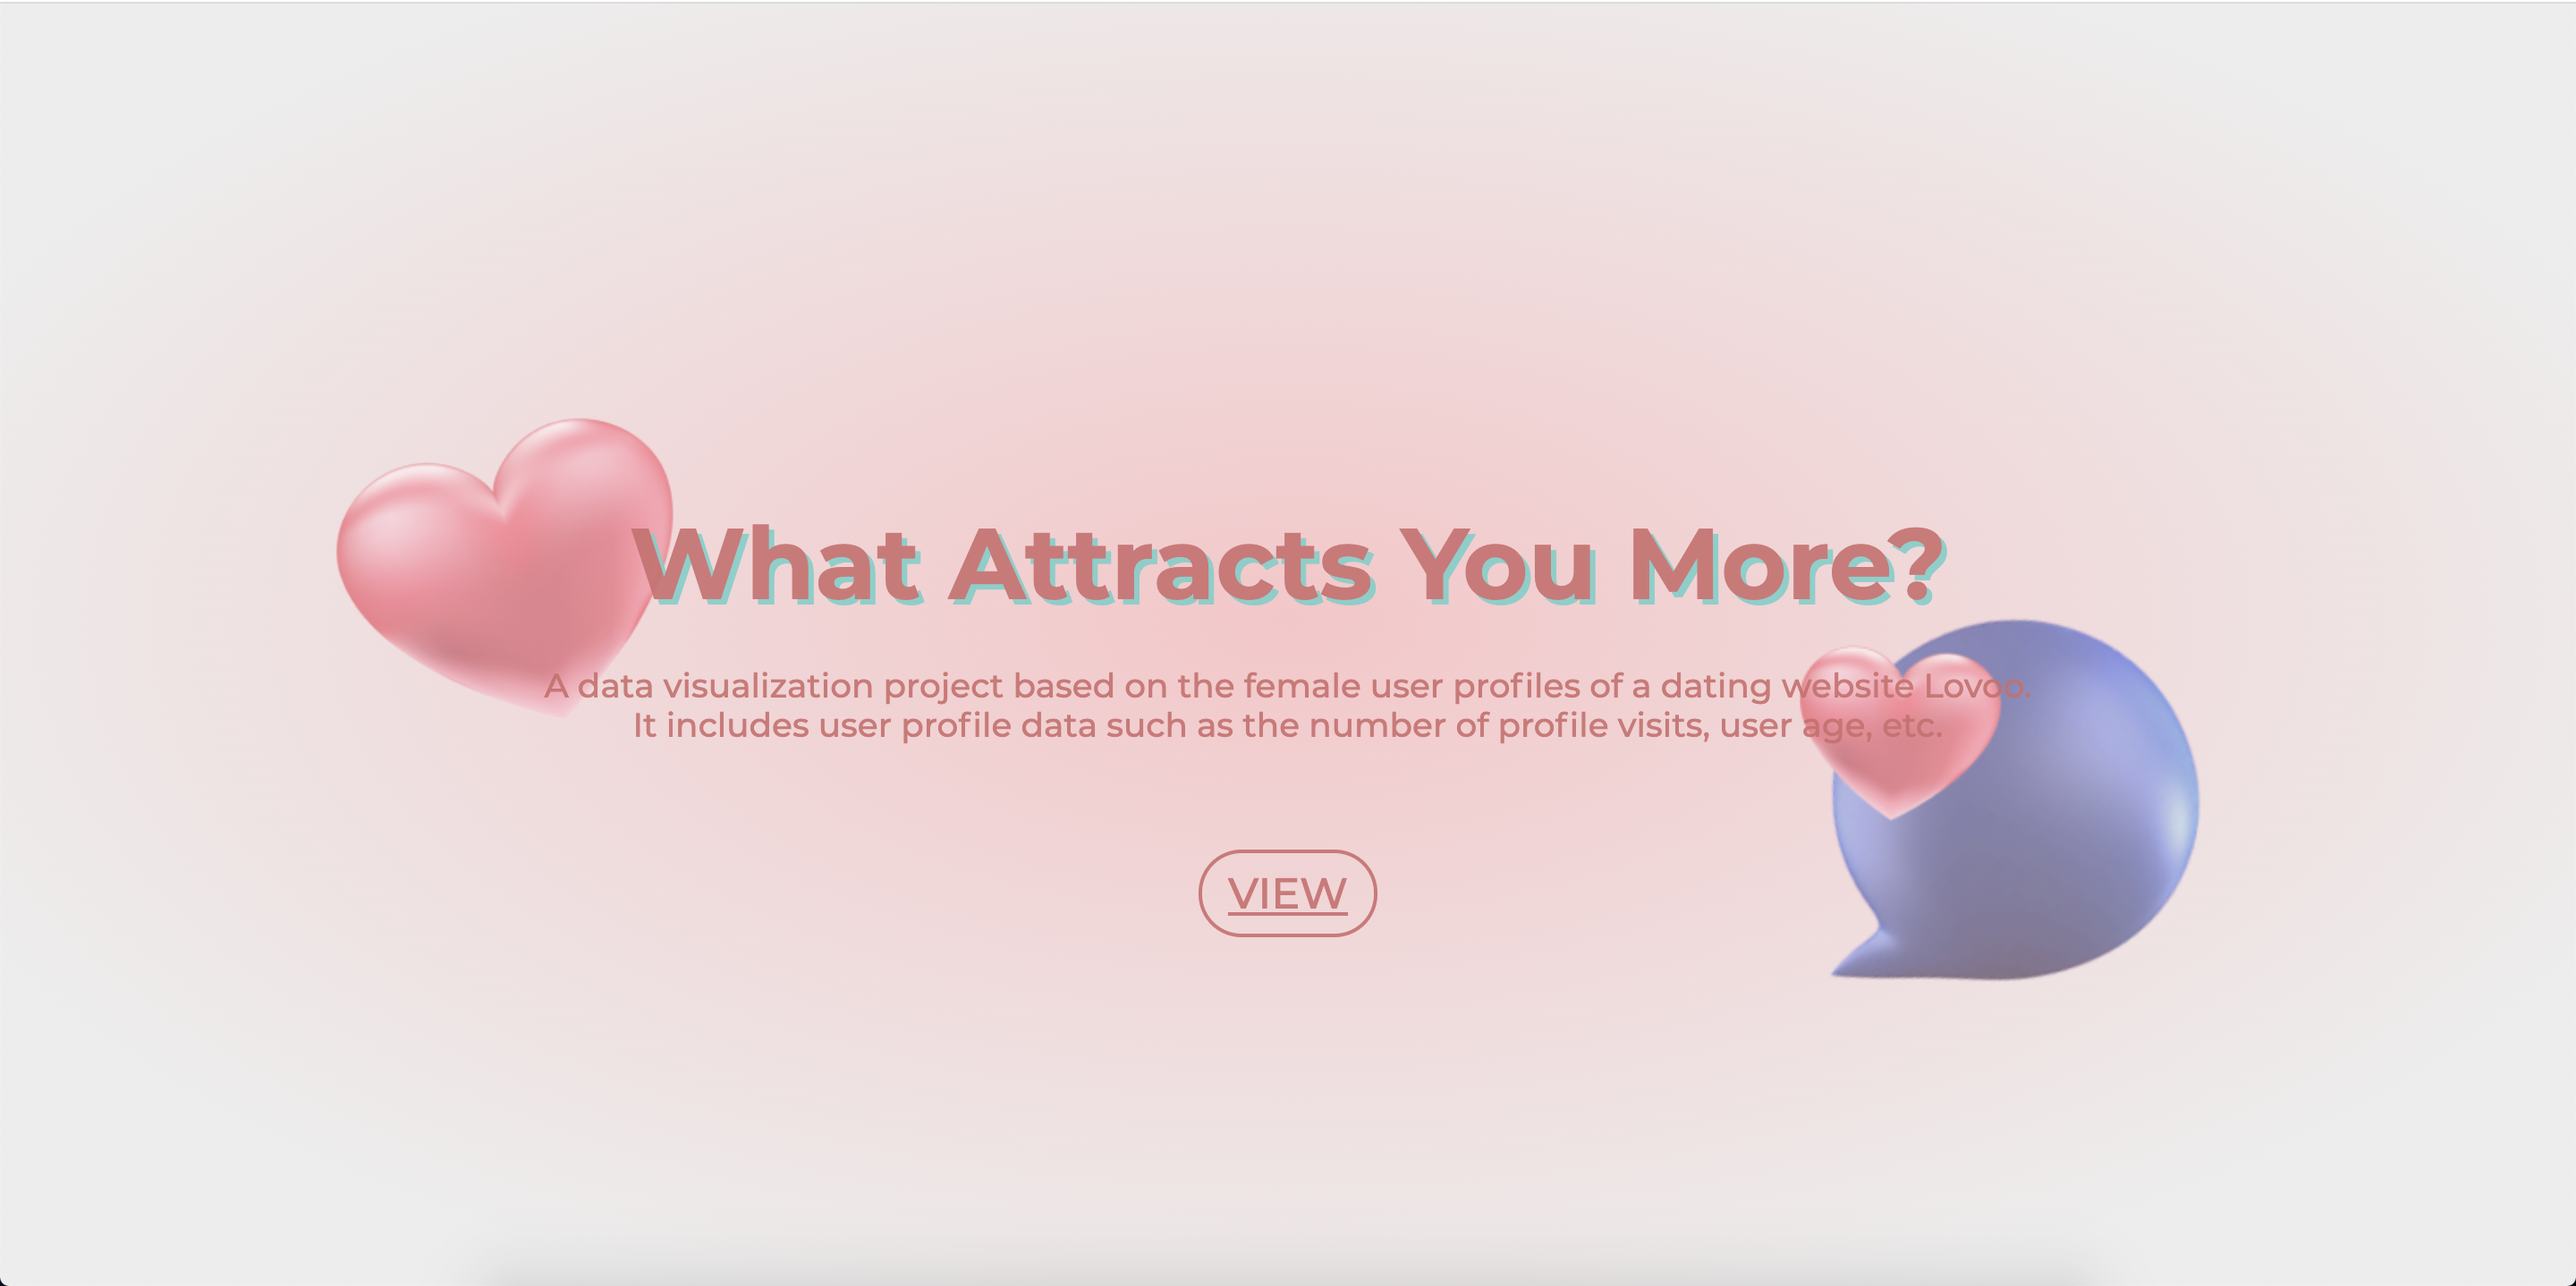 What Attracts You More?
A data visualization project based on the female user profiles of a dating website Lovoo.
It includes user profile data such as the number of profile visits, user age, etc.
VIEW